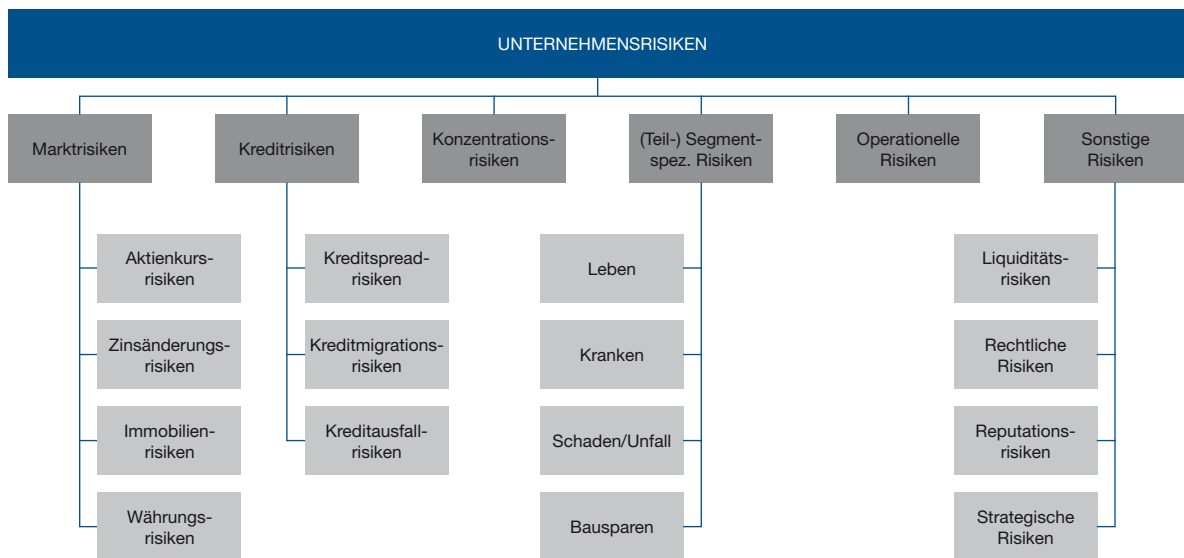 UNTERNEHMENSRISIKEN
Marktrisiken
Kreditrisiken
Konzentrations-
risiken
(Teil-) Segment-
spez. Risiken
Operationelle
Risiken
Sonstige
Risiken
Aktienkurs-
risiken
Zinsänderungs-
risiken
Immobilien-
risiken
Währungs-
risiken
Kreditspread-
risiken
Kreditmigrations-
risiken
Kreditausfall-
risiken
Leben
Kranken
Schaden/Unfall
Bausparen
Liquiditäts-
risiken
Rechtliche
Risiken
Reputations-
risiken
Strategische
Risiken